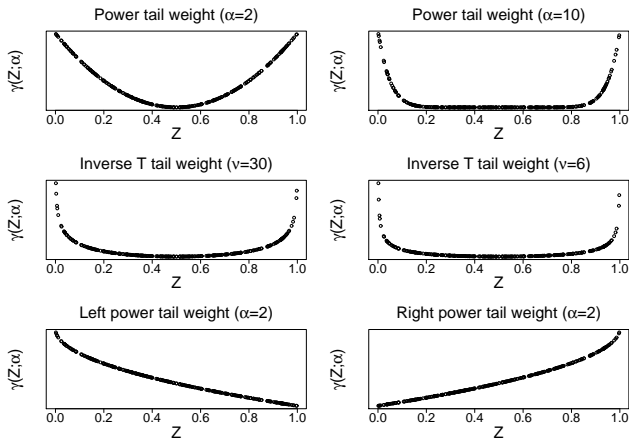 Power tail weight (α=2)
γ(Z;α)
0.0 0.2 0.4 0.6 0.8 1.0
Z
Power tail weight (α=10)
γ(Z;α)
0.0 0.2 0.4 0.6 0.8 1.0
Z
Inverse T tail weight (ν=30)
γ(Z;α)
0.0 0.2 0.4 0.6 0.8 1.0
Z
Inverse T tail weight (ν=6)
γ(Z;α)
0.0 0.2 0.4 0.6 0.8 1.0
Z
Left power tail weight (α=2)
γ(Z;α)
0.0 0.2 0.4 0.6 0.8 1.0
Z
Right power tail weight (α=2)
γ(Z;α)
0.0 0.2 0.4 0.6 0.8 1.0
Z